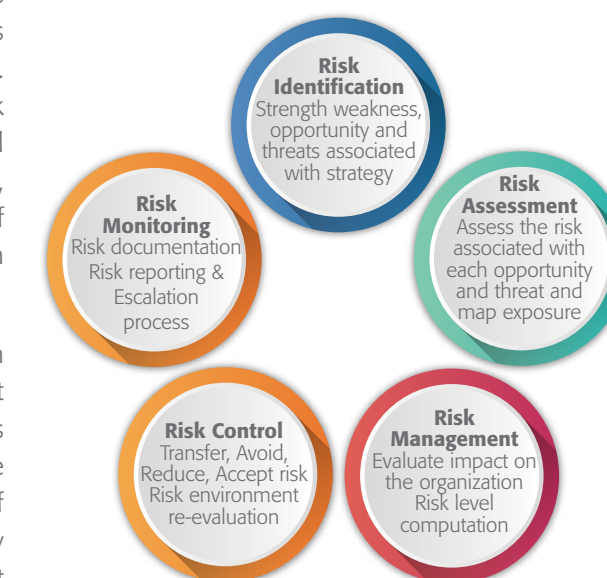 Risk
Identification
Strength weakness,
opportunity and
threats associated
with strategy
Risk
Assessment
Assess the risk
associated with
each opportunity
and threat and
map exposure
Risk
Management
Evaluate impact on
the organization
Risk level
computation
Risk Control
Transfer, Avoid,
Reduce, Accept risk
Risk environment
re-evaluation
Risk
Monitoring
Risk documentation
Risk reporting &
Escalation
process